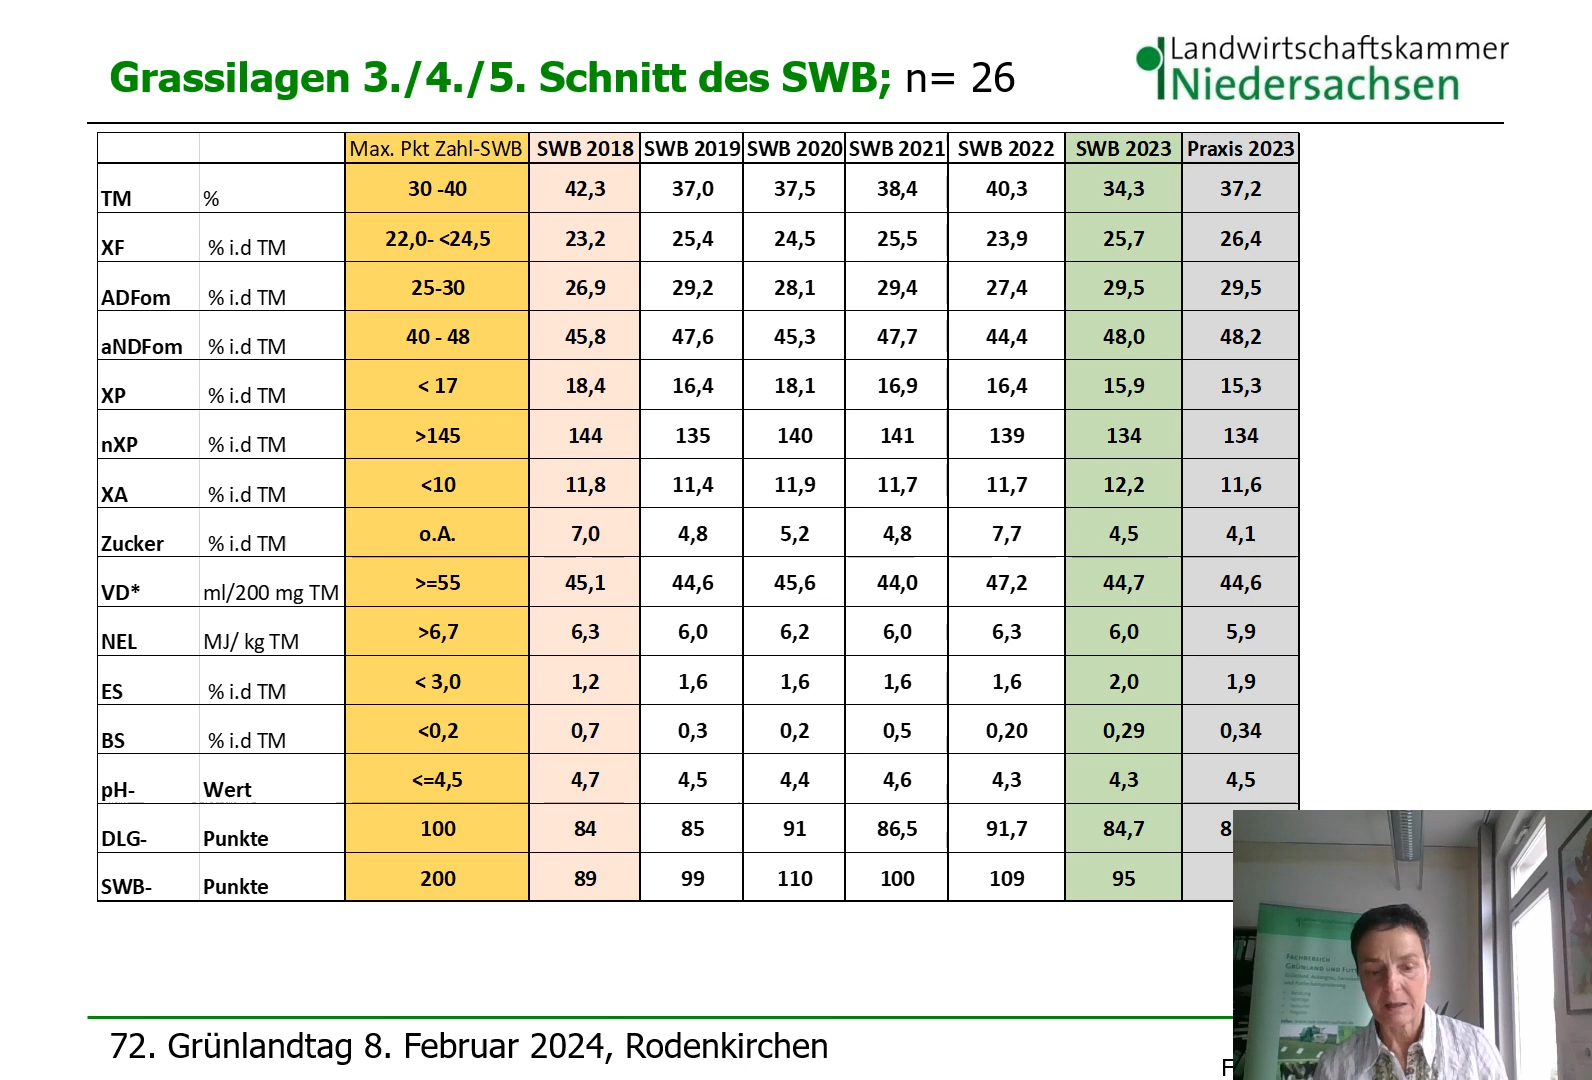 Grassilagen 3./4./5. Schnitt des SWB; n= 26
Landwirtschaftskammer
Niedersachsen
Max. Pkt Zahl-SWB SWB 2018 SWB 2019 SWB 2020 SWB 2021 SWB 2022 SWB 2023 Praxis 2023
TM % 30 -40 42,3 37,0 37,5 38,4 40,3 34,3 37,2
XF % i.d TM 22,0- <24,5 23,2 25,4 24,5 25,5 23,9 25,7 26,4
ADFom % i.d TM 25-30 26,9 29,2 28,1 29,4 27,4 29,5 29,5
aNDFom % i.d TM 40 - 48 45,8 47,6 45,3 47,7 44,4 48,0 48,2
XP % i.d TM < 17 18,4 16,4 18,1 16,9 16,4 15,9 15,3
nXP % i.d TM >145 144 135 140 141 139 134 134
XA % i.d TM <10 11,8 11,4 11,9 11,7 11,7 12,2 11,6
Zucker % i.d TM o.A. 7,0 4,8 5,2 4,8 7,7 4,5 4,1
VD* ml/200 mg TM >=55 45,1 44,6 45,6 44,0 47,2 44,7 44,6
NEL MJ/ kg TM >6,7 6,3 6,0 6,2 6,0 6,3 6,0 5,9
ES % i.d TM < 3,0 1,2 1,6 1,6 1,6 1,6 2,0 1,9
BS % i.d TM <0,2 0,7 0,3 0,2 0,5 0,20 0,29 0,34
pH- Wert <=4,5 4,7 4,5 4,4 4,6 4,3 4,3 4,5
DLG- Punkte 100 84 85 91 86,5 91,7 84,7 8
SWB- Punkte 200 89 99 110 100 109 95
Landwirtschaftskammer
Fachbereich
Grünland und Futt
72. Grünlandtag 8. Februar 2024, Rodenkirchen
F